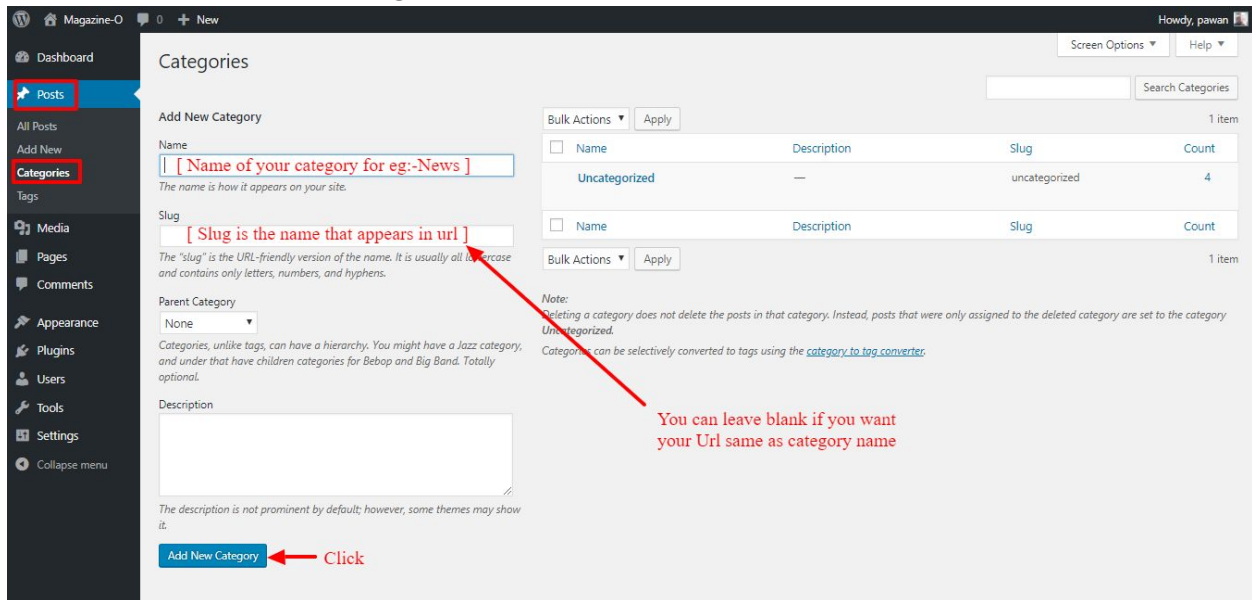 Magazine-O 0 + New
Howdy, pawan
Dashboard
Posts
All Posts
Add New
Categories
Tags
Media
Pages
Comments
Appearance
Plugins
Users
Tools
Settings
Collapse menu
Screen Options ▼
Help ▼
Categories
Search Categories
Add New Category
Name
[ Name of your category for eg:-News ]
The name is how it appears on your site.
Slug
[ Slug is the name that appears in url ]
The "slug" is the URL-friendly version of the name. It is usually all lowercase
and contains only letters, numbers, and hyphens.
Parent Category
None ▼
Categories, unlike tags, can have a hierarchy. You might have a Jazz category,
and under that have children categories for Bebop and Big Band. Totally
optional.
Description
The description is not prominent by default; however, some themes may show
it.
Add New Category
Click
Bulk Actions ▼ Apply
1 item
Name Description Slug Count
Uncategorized — uncategorized 4
Name Description Slug Count
Bulk Actions ▼ Apply
1 item
Note:
Deleting a category does not delete the posts in that category. Instead, posts that were only assigned to the deleted category are set to the category
Uncategorized.
Categories can be selectively converted to tags using the category to tag converter.
You can leave blank if you want
your Url same as category name